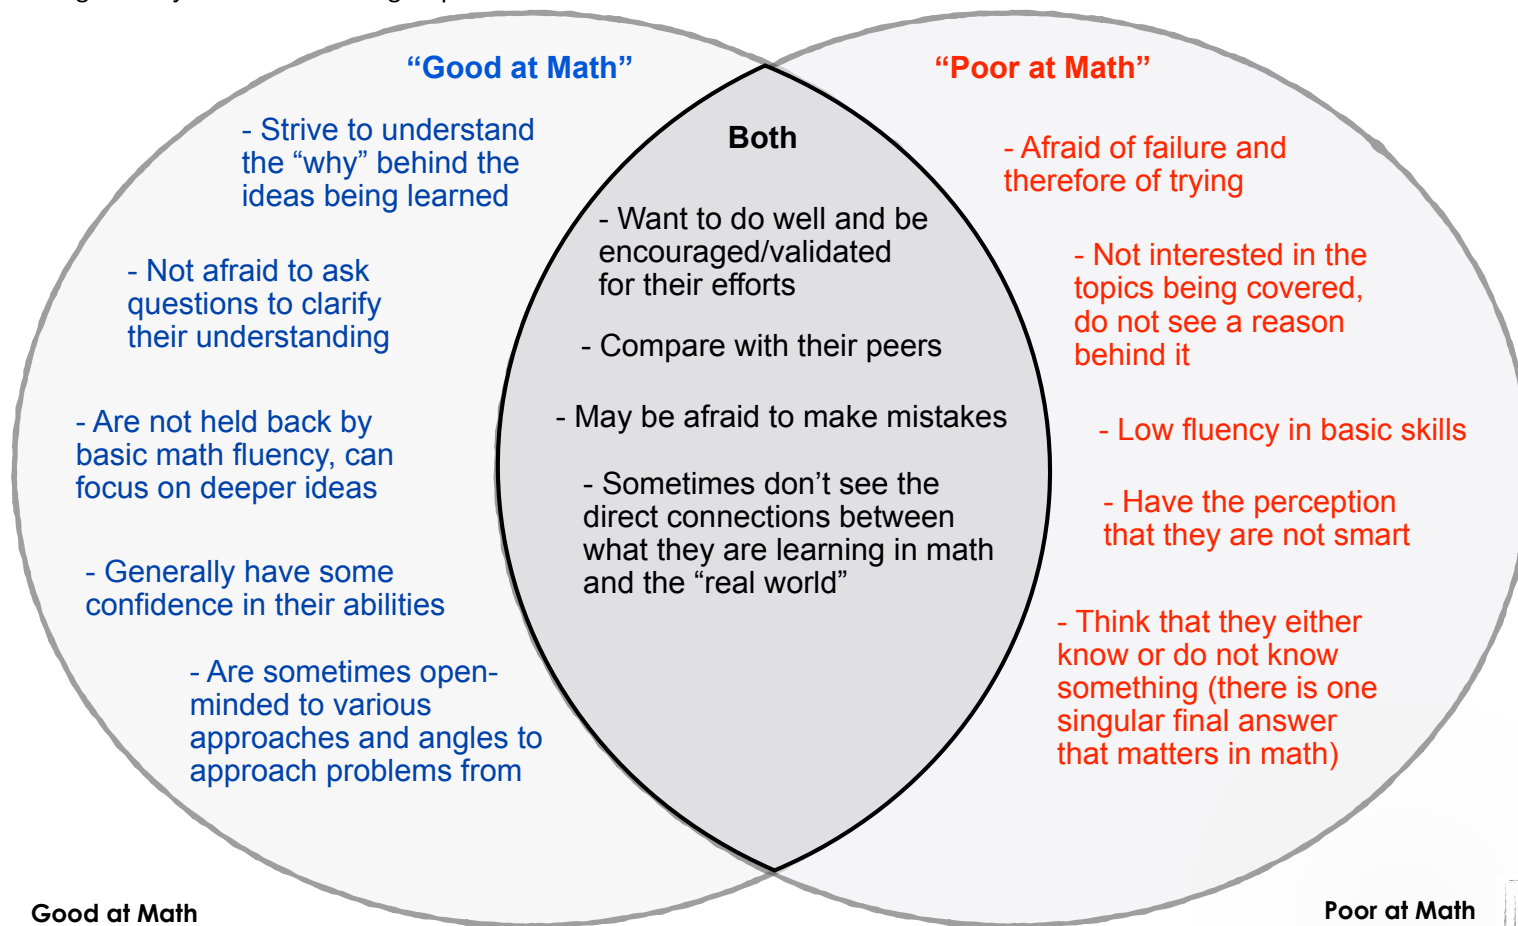 “Good at Math”
- Strive to understand
the “why” behind the
ideas being learned
- Not afraid to ask
questions to clarify
their understanding
- Are not held back by
basic math fluency, can
focus on deeper ideas
- Generally have some
confidence in their abilities
- Are sometimes open-
minded to various
approaches and angles to
approach problems from
Both
- Want to do well and be
encouraged/validated
for their efforts
- Compare with their peers
- May be afraid to make mistakes
- Sometimes don’t see the
direct connections between
what they are learning in math
and the “real world”
“Poor at Math”
- Afraid of failure and
therefore of trying
- Not interested in the
topics being covered,
do not see a reason
behind it
- Low fluency in basic skills
- Have the perception
that they are not smart
- Think that they either
know or do not know
something (there is one
singular final answer
that matters in math)
Good at Math
Poor at Math